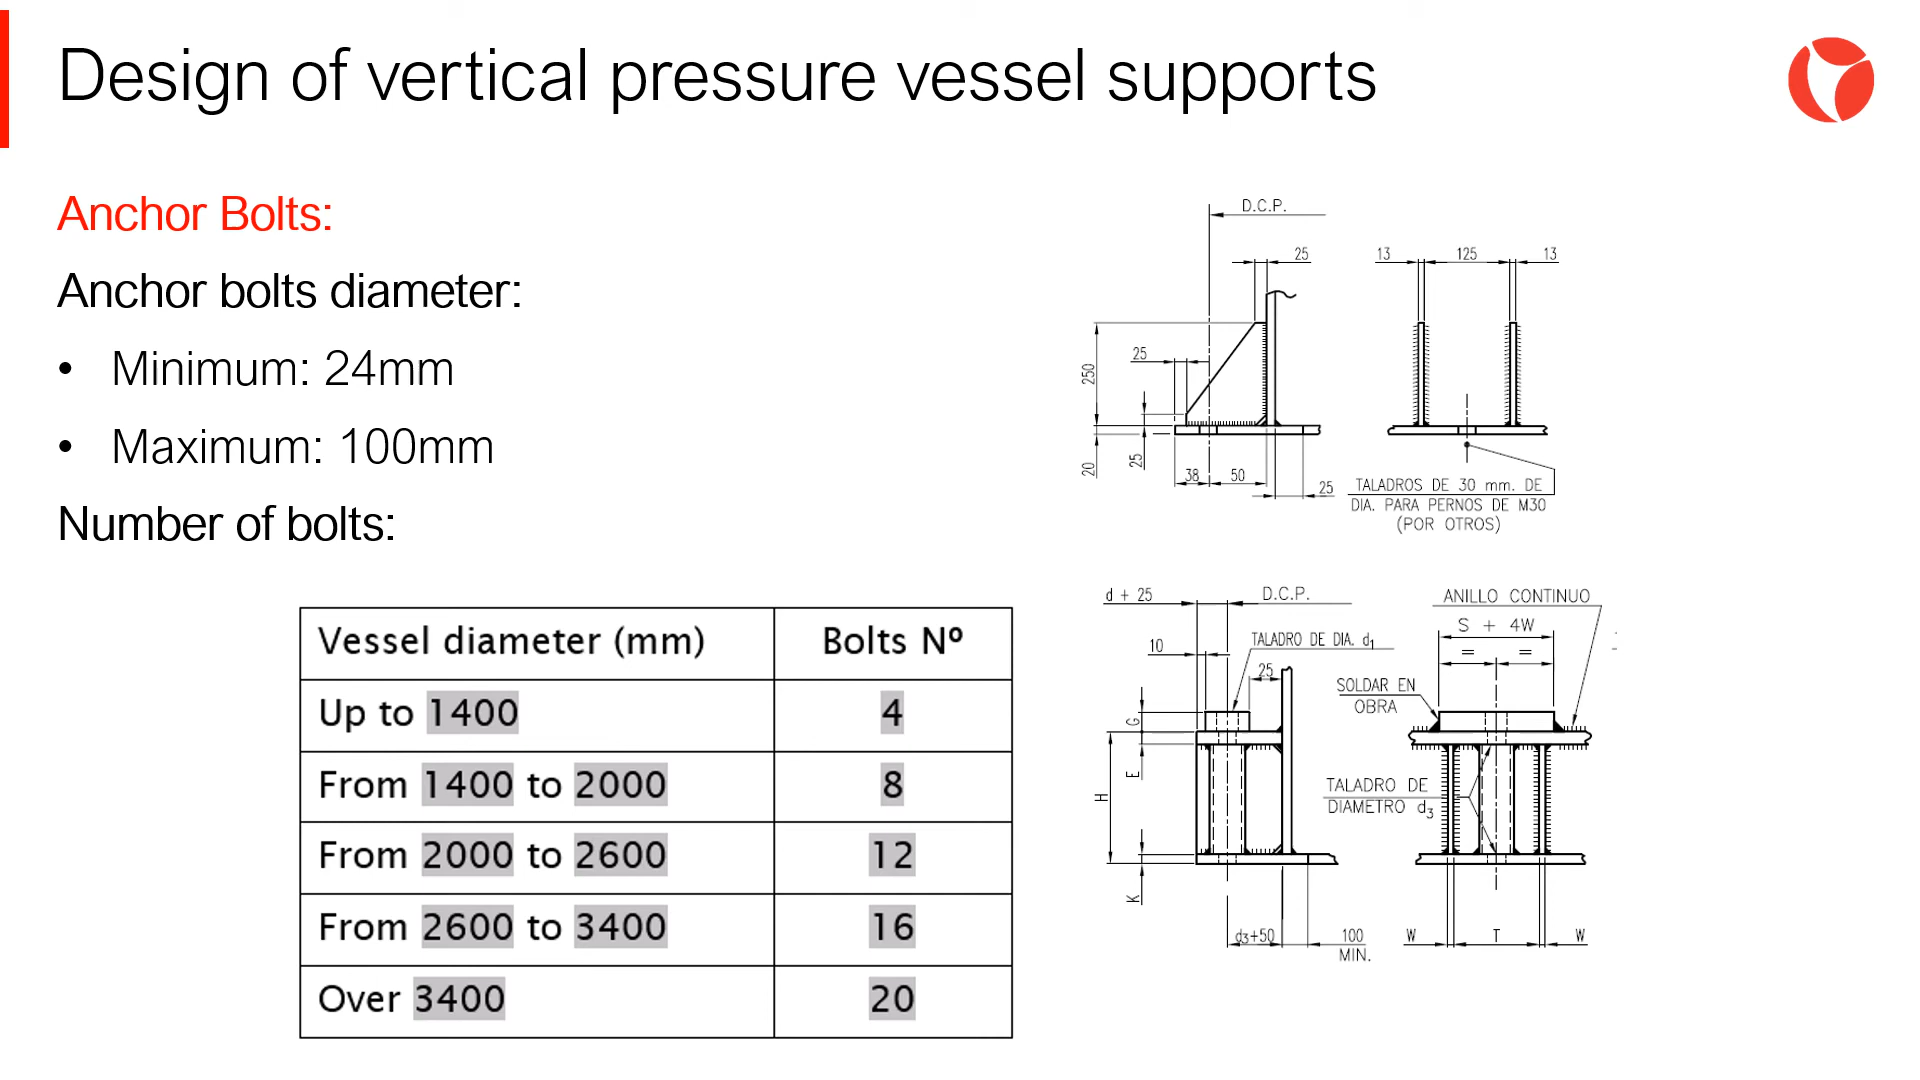 Design of vertical pressure vessel supports
Anchor Bolts:
Anchor bolts diameter:
• Minimum: 24mm
• Maximum: 100mm
Number of bolts:
Vessel diameter (mm) Bolts Nº
Up to 1400 4
From 1400 to 2000 8
From 2000 to 2600 12
From 2600 to 3400 16
Over 3400 20
D.C.P.
25
13 125 13
25
250
20
25
38 50
25
TALADROS DE 30 mm. DE
DIA. PARA PERNOS DE M30
(POR OTROS)
d + 25
D.C.P.
ANILLO CONTINUO
S + 4W
= =
10
TALADRO DE DIA. d1
25
SOLDAR EN
OBRA
G
E
H
K
TALADRO DE
DIAMETRO d3
d3+50
100
MIN.
W T W